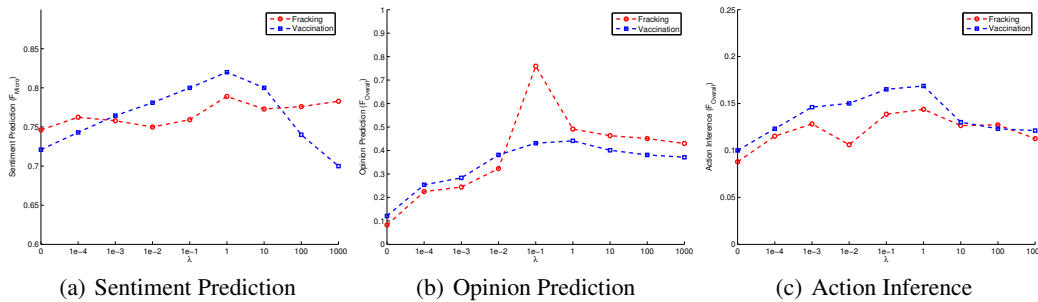 Fracking
Vaccination
0.85
0.8
0.75
0.7
0.65
0.6
Sentiment Prediction (F_Micro)
0 1e−4 1e−3 1e−2 1e−1 1 10 100 1000
λ
(a) Sentiment Prediction
Fracking
Vaccination
1
0.9
0.8
0.7
0.6
0.5
0.4
0.3
0.2
0.1
0
Opinion Prediction (F_Overall)
0 1e−4 1e−3 1e−2 1e−1 1 10 100 1000
λ
(b) Opinion Prediction
Fracking
Vaccination
0.25
0.2
0.15
0.10
0.05
0
Action Inference (F_Overall)
0 1e−4 1e−3 1e−2 1e−1 1 10 100 1000
λ
(c) Action Inference